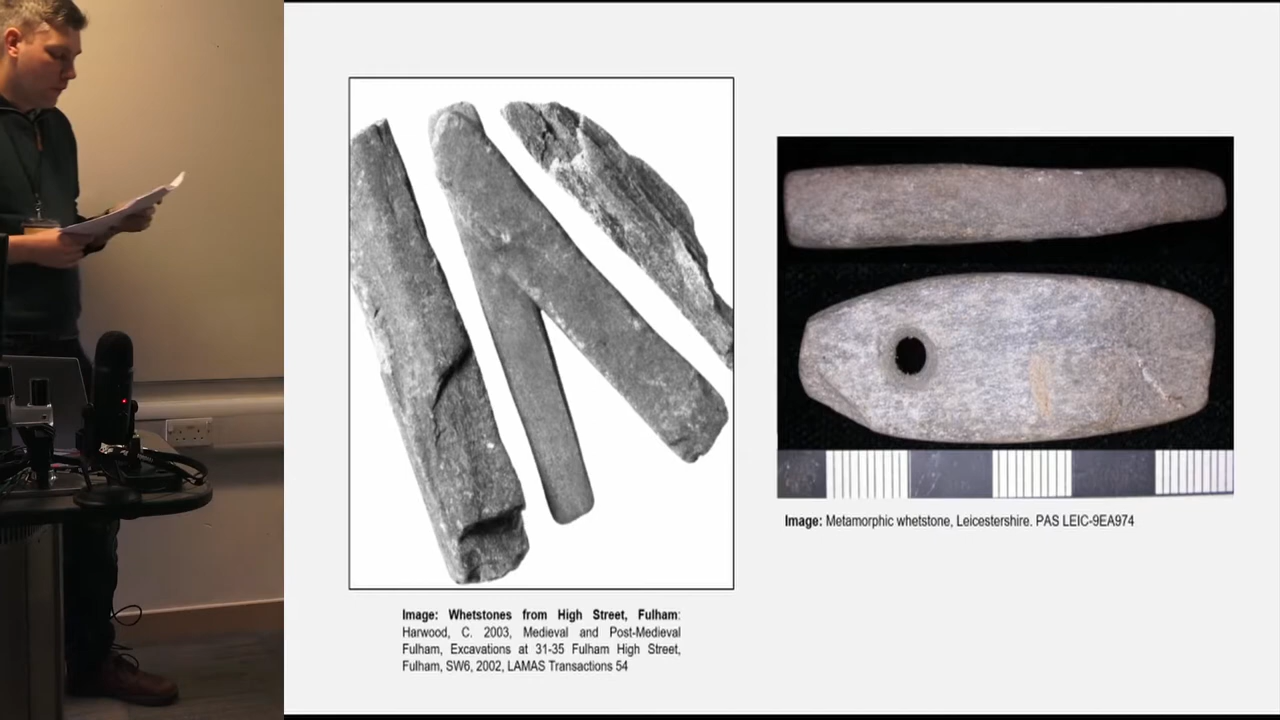 Image: Whetstones from High Street, Fulham:
Harwood, C. 2003, Medieval and Post-Medieval
Fulham, Excavations at 31-35 Fulham High Street,
Fulham, SW6, 2002, LAMAS Transactions 54
Image: Metamorphic whetstone, Leicestershire. PAS LEIC-9EA974